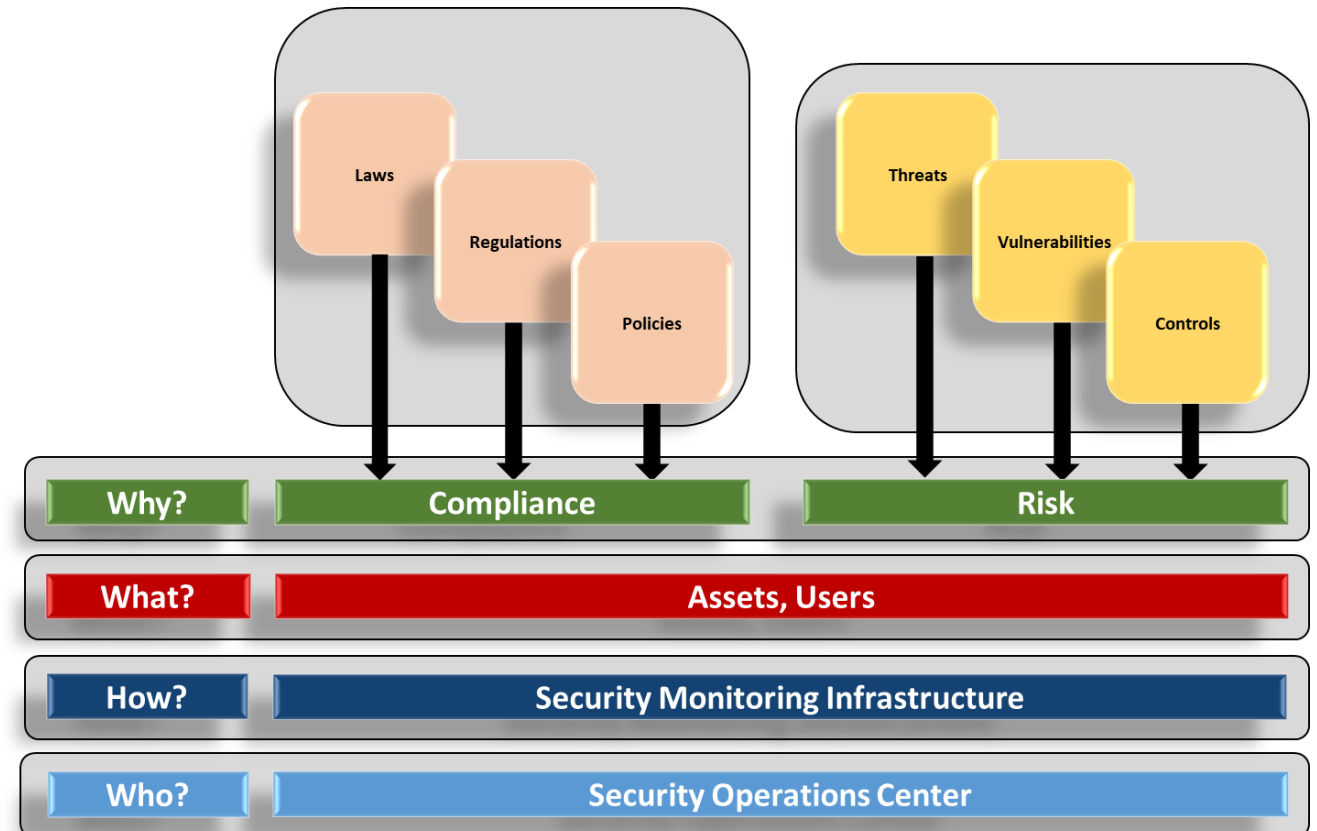 Laws
Regulations
Policies
Threats
Vulnerabilities
Controls
Why?
Compliance
Risk
What?
Assets, Users
How?
Security Monitoring Infrastructure
Who?
Security Operations Center